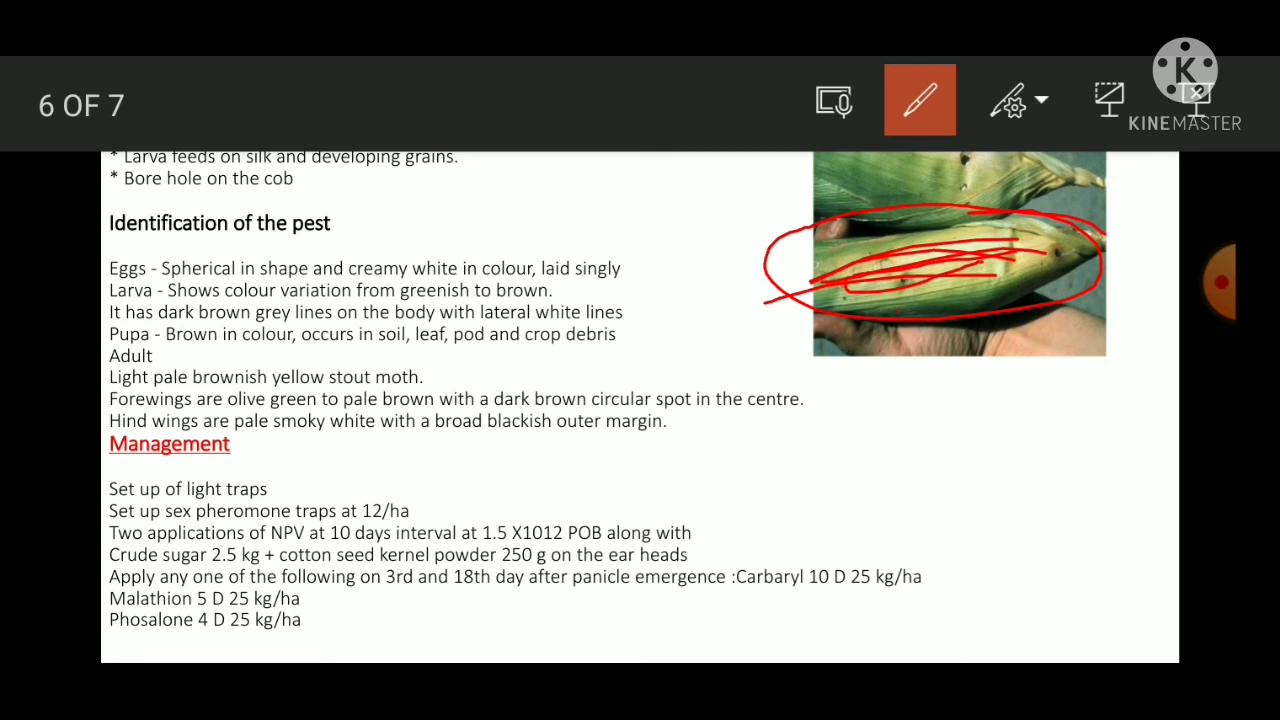 6 OF 7
KINEMASTER
* Larva feeds on silk and developing grains.
* Bore hole on the cob
Identification of the pest
Eggs - Spherical in shape and creamy white in colour, laid singly
Larva - Shows colour variation from greenish to brown.
It has dark brown grey lines on the body with lateral white lines
Pupa - Brown in colour, occurs in soil, leaf, pod and crop debris
Adult
Light pale brownish yellow stout moth.
Forewings are olive green to pale brown with a dark brown circular spot in the centre.
Hind wings are pale smoky white with a broad blackish outer margin.
Management
Set up of light traps
Set up sex pheromone traps at 12/ha
Two applications of NPV at 10 days interval at 1.5 X1012 POB along with
Crude sugar 2.5 kg + cotton seed kernel powder 250 g on the ear heads
Apply any one of the following on 3rd and 18th day after panicle emergence :Carbaryl 10 D 25 kg/ha
Malathion 5 D 25 kg/ha
Phosalone 4 D 25 kg/ha